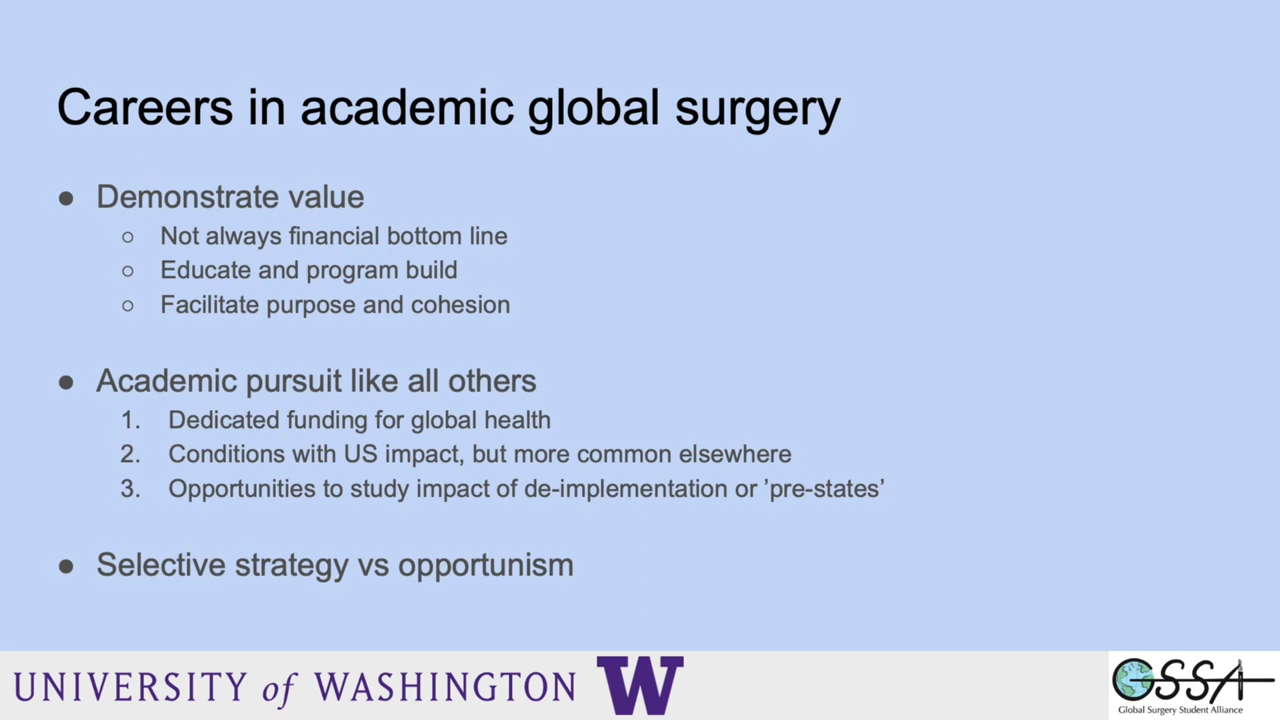 Careers in academic global surgery
● Demonstrate value
○ Not always financial bottom line
○ Educate and program build
○ Facilitate purpose and cohesion
● Academic pursuit like all others
1. Dedicated funding for global health
2. Conditions with US impact, but more common elsewhere
3. Opportunities to study impact of de-implementation or ’pre-states’
● Selective strategy vs opportunism
UNIVERSITY of WASHINGTON W
GSSA
Global Surgery Student Alliance